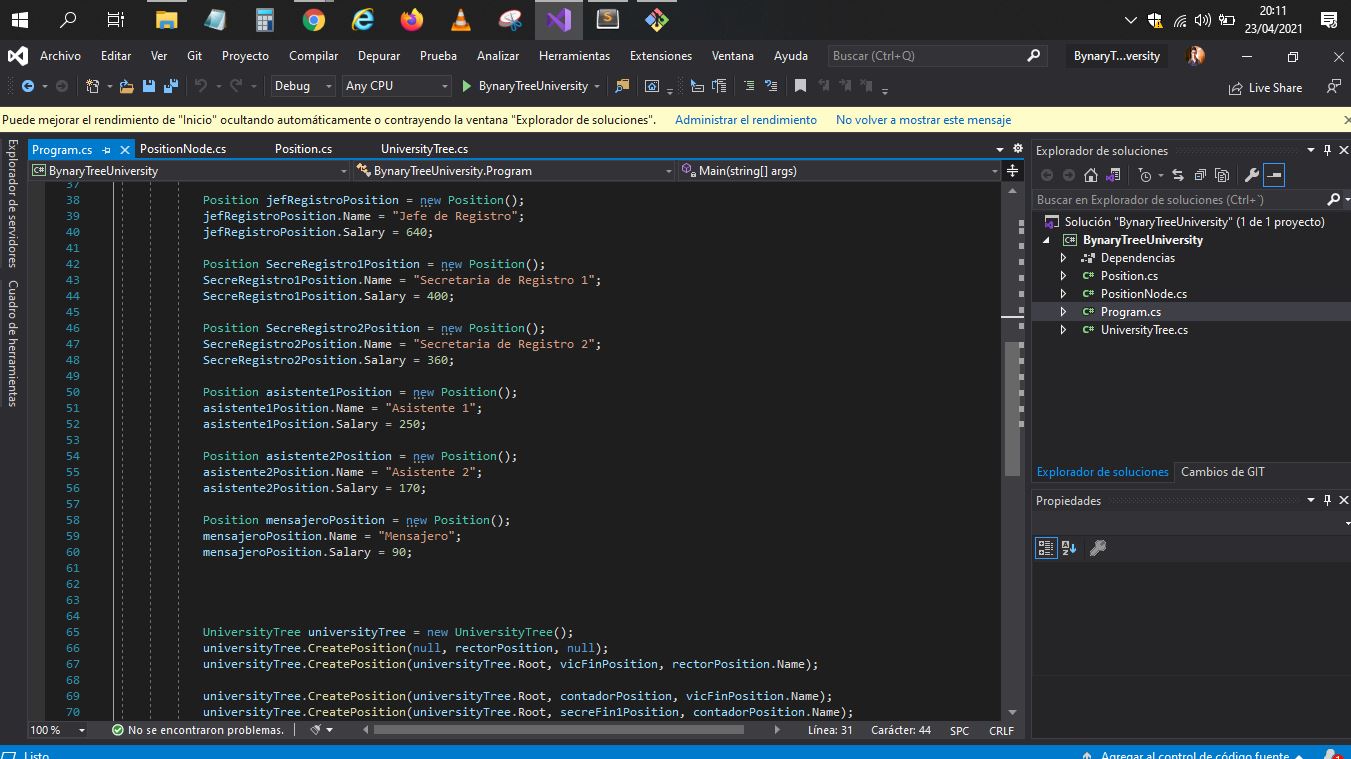 20:11
23/04/2021
Archivo Editar Ver Git Proyecto Compilar Depurar Prueba Analizar Herramientas Extensiones Ventana Ayuda Buscar (Ctrl+Q) BynaryT...versity
Debug Any CPU BynaryTreeUniversity Live Share
Puede mejorar el rendimiento de "Inicio" ocultando automáticamente o contrayendo la ventana "Explorador de soluciones". Administrar el rendimiento No volver a mostrar este mensaje
Explorador de servidores
Cuadro de herramientas
Program.cs PositionNode.cs Position.cs UniversityTree.cs
BynaryTreeUniversity BynaryTreeUniversity.Program Main(string[] args)
37
38 Position jefRegistroPosition = new Position();
39 jefRegistroPosition.Name = "Jefe de Registro";
40 jefRegistroPosition.Salary = 640;
41
42 Position SecreRegistro1Position = new Position();
43 SecreRegistro1Position.Name = "Secretaria de Registro 1";
44 SecreRegistro1Position.Salary = 400;
45
46 Position SecreRegistro2Position = new Position();
47 SecreRegistro2Position.Name = "Secretaria de Registro 2";
48 SecreRegistro2Position.Salary = 360;
49
50 Position asistente1Position = new Position();
51 asistente1Position.Name = "Asistente 1";
52 asistente1Position.Salary = 250;
53
54 Position asistente2Position = new Position();
55 asistente2Position.Name = "Asistente 2";
56 asistente2Position.Salary = 170;
57
58 Position mensajeroPosition = new Position();
59 mensajeroPosition.Name = "Mensajero";
60 mensajeroPosition.Salary = 90;
61
62
63
64
65 UniversityTree universityTree = new UniversityTree();
66 universityTree.CreatePosition(null, rectorPosition, null);
67 universityTree.CreatePosition(universityTree.Root, vicFinPosition, rectorPosition.Name);
68
69 universityTree.CreatePosition(universityTree.Root, contadorPosition, vicFinPosition.Name);
70 universityTree.CreatePosition(universityTree.Root, secreFin1Position, contadorPosition.Name);
100 % No se encontraron problemas. Línea: 31 Carácter: 44 SPC CRLF
Explorador de soluciones
Buscar en Explorador de soluciones (Ctrl+`)
Solución "BynaryTreeUniversity" (1 de 1 proyecto)
C# BynaryTreeUniversity
Dependencias
C# Position.cs
C# PositionNode.cs
C# Program.cs
C# UniversityTree.cs
Explorador de soluciones Cambios de GIT
Propiedades
Listo Agregar al control de código fuente 1